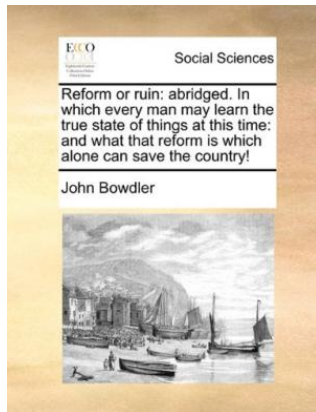 ECCO
Social Sciences
Reform or ruin: abridged. In
which every man may learn the
true state of things at this time:
and what that reform is which
alone can save the country!
John Bowdler